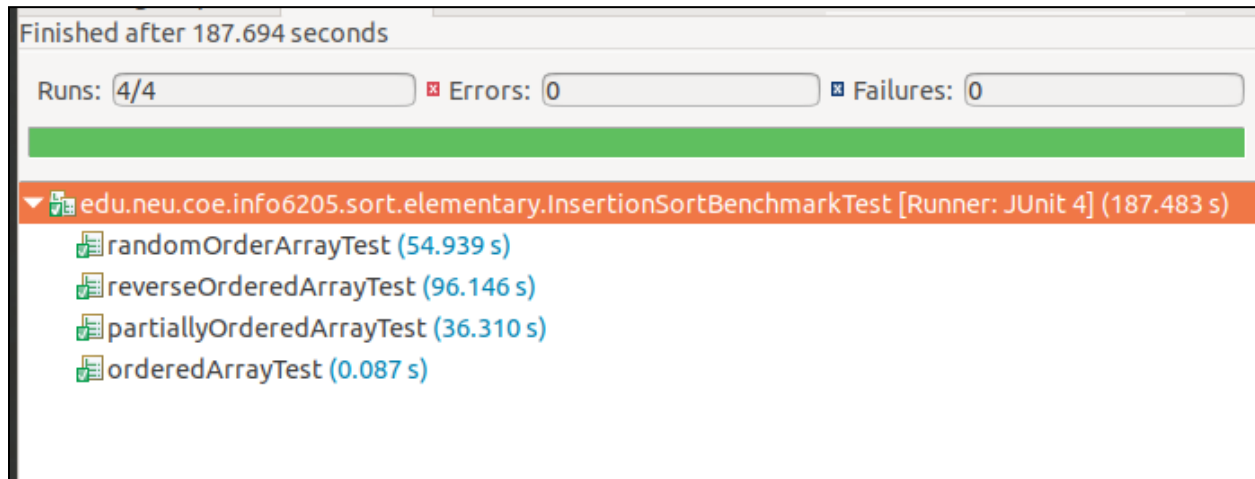 Finished after 187.694 seconds
Runs: 4/4 Errors: 0 Failures: 0
edu.neu.coe.info6205.sort.elementary.InsertionSortBenchmarkTest [Runner: JUnit 4] (187.483 s)
randomOrderArrayTest (54.939 s)
reverseOrderedArrayTest (96.146 s)
partiallyOrderedArrayTest (36.310 s)
orderedArrayTest (0.087 s)